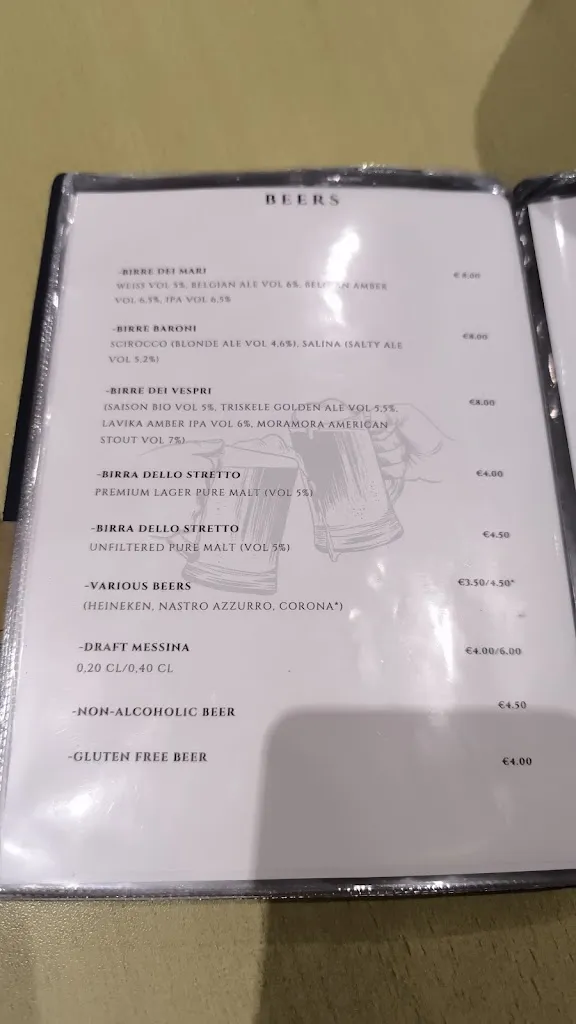 BEERS
-BIRRE DEI MARI € 8.00
WEISS VOL 5%, BELGIAN ALE VOL 6%, BELGIAN AMBER
VOL 6,5%, IPA VOL 6,5%
-BIRRE BARONI €8.00
SCIROCCO (BLONDE ALE VOL 4,6%), SALINA (SALTY ALE
VOL 5.2%)
-BIRRE DEI VESPRI €8.00
(SAISON BIO VOL 5%, TRISKELE GOLDEN ALE VOL 5,5%,
LAVIKA AMBER IPA VOL 6%, MORAMORA AMERICAN
STOUT VOL 7%)
-BIRRA DELLO STRETTO €4.00
PREMIUM LAGER PURE MALT (VOL 5%)
-BIRRA DELLO STRETTO €4.50
UNFILTERED PURE MALT (VOL 5%)
-VARIOUS BEERS €3.50/4.50*
(HEINEKEN, NASTRO AZZURRO, CORONA*)
-DRAFT MESSINA €4.00/6.00
0,20 CL/0,40 CL
-NON-ALCOHOLIC BEER €4.50
-GLUTEN FREE BEER €4.00